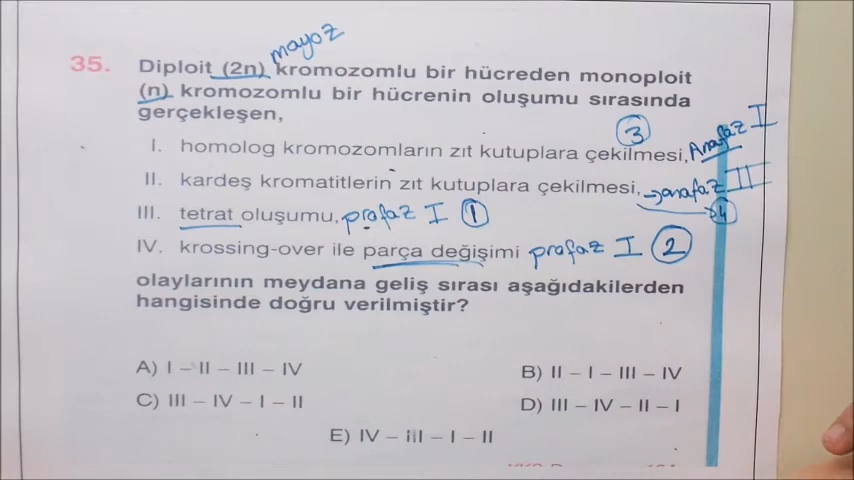 mayoz
35. Diploit (2n) kromozomlu bir hücreden monoploit
(n) kromozomlu bir hücrenin oluşumu sırasında
gerçekleşen,
3
I. homolog kromozomların zıt kutuplara çekilmesi, Anafaz I
II. kardeş kromatitlerin zıt kutuplara çekilmesi, → anafaz II
4
III. tetrat oluşumu, profaz I 1
IV. krossing-over ile parça değişimi profaz I 2
olaylarının meydana geliş sırası aşağıdakilerden
hangisinde doğru verilmiştir?
A) I – II – III – IV
B) II – I – III – IV
C) III – IV – I – II
D) III – IV – II – I
E) IV – III – I – II